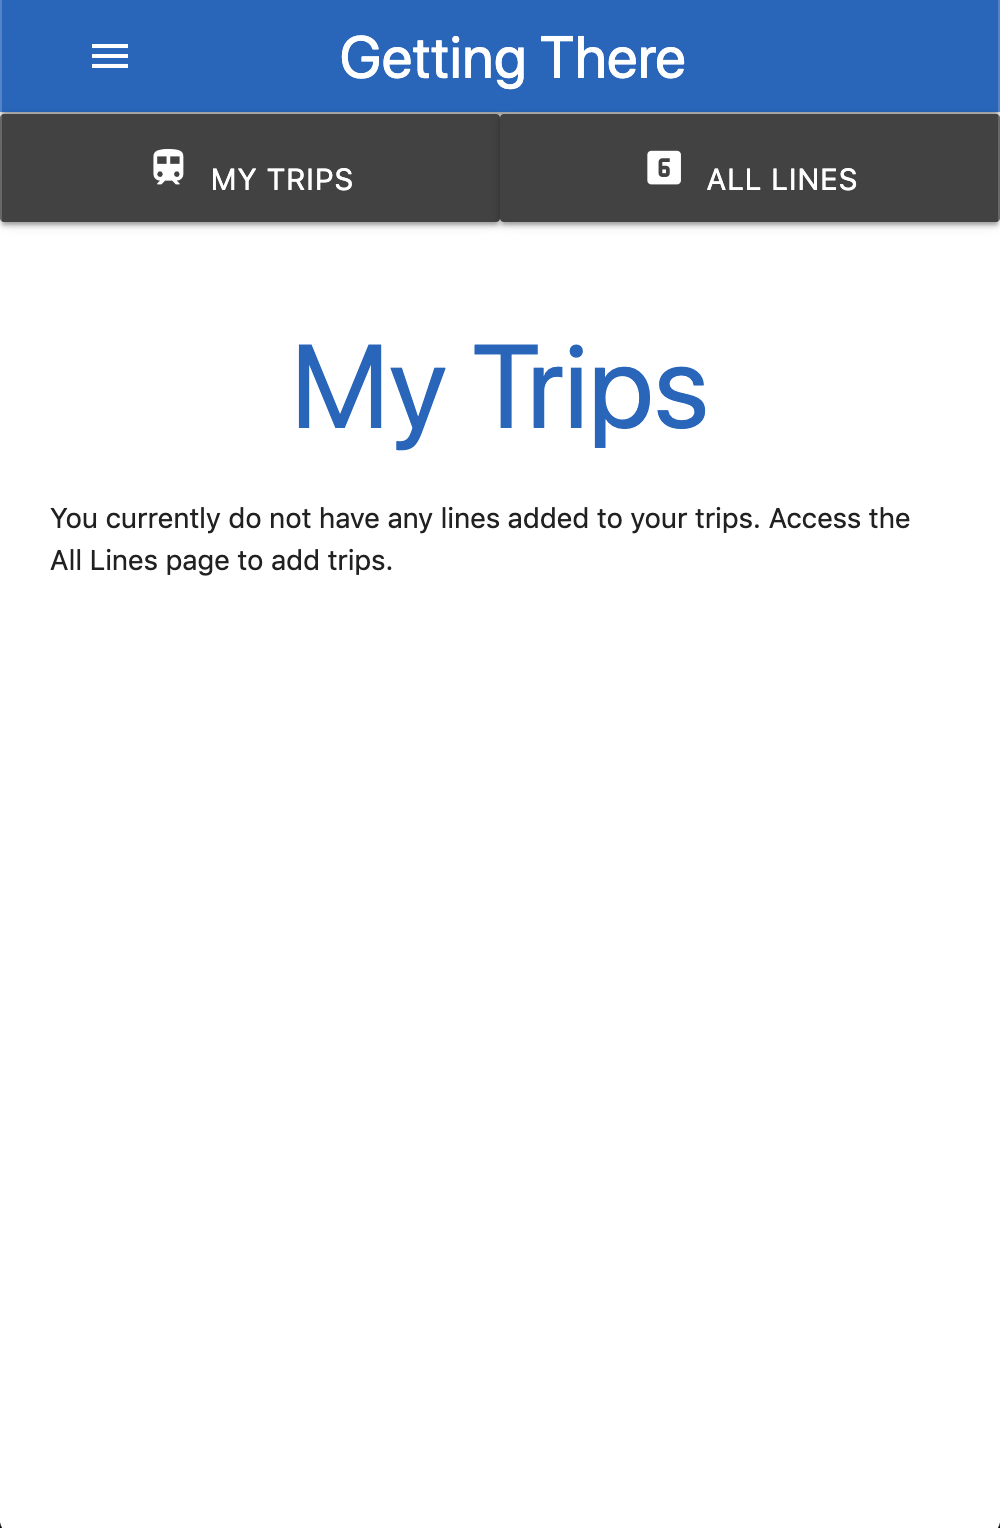 Getting There
MY TRIPS
6
ALL LINES
My Trips
You currently do not have any lines added to your trips. Access the
All Lines page to add trips.